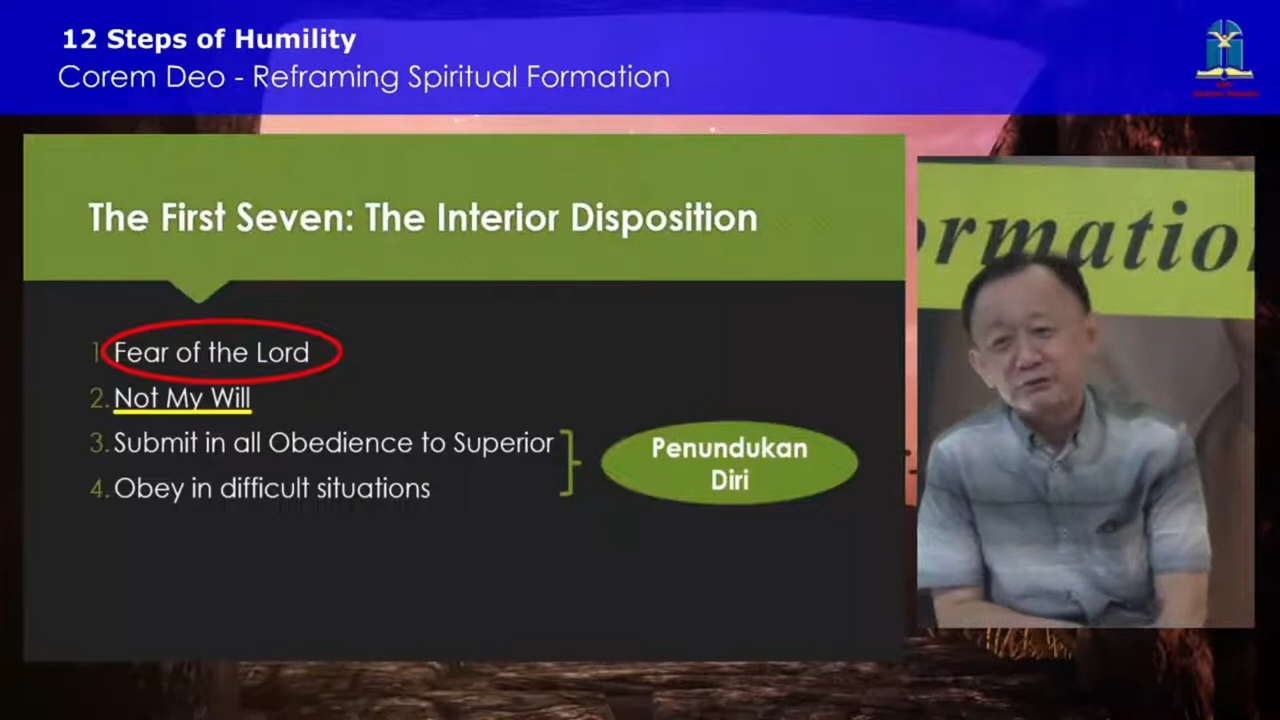 12 Steps of Humility
Corem Deo - Reframing Spiritual Formation
The First Seven: The Interior Disposition
1 Fear of the Lord
2. Not My Will
3. Submit in all Obedience to Superior
4. Obey in difficult situations
Penundukan
Diri
ormatio